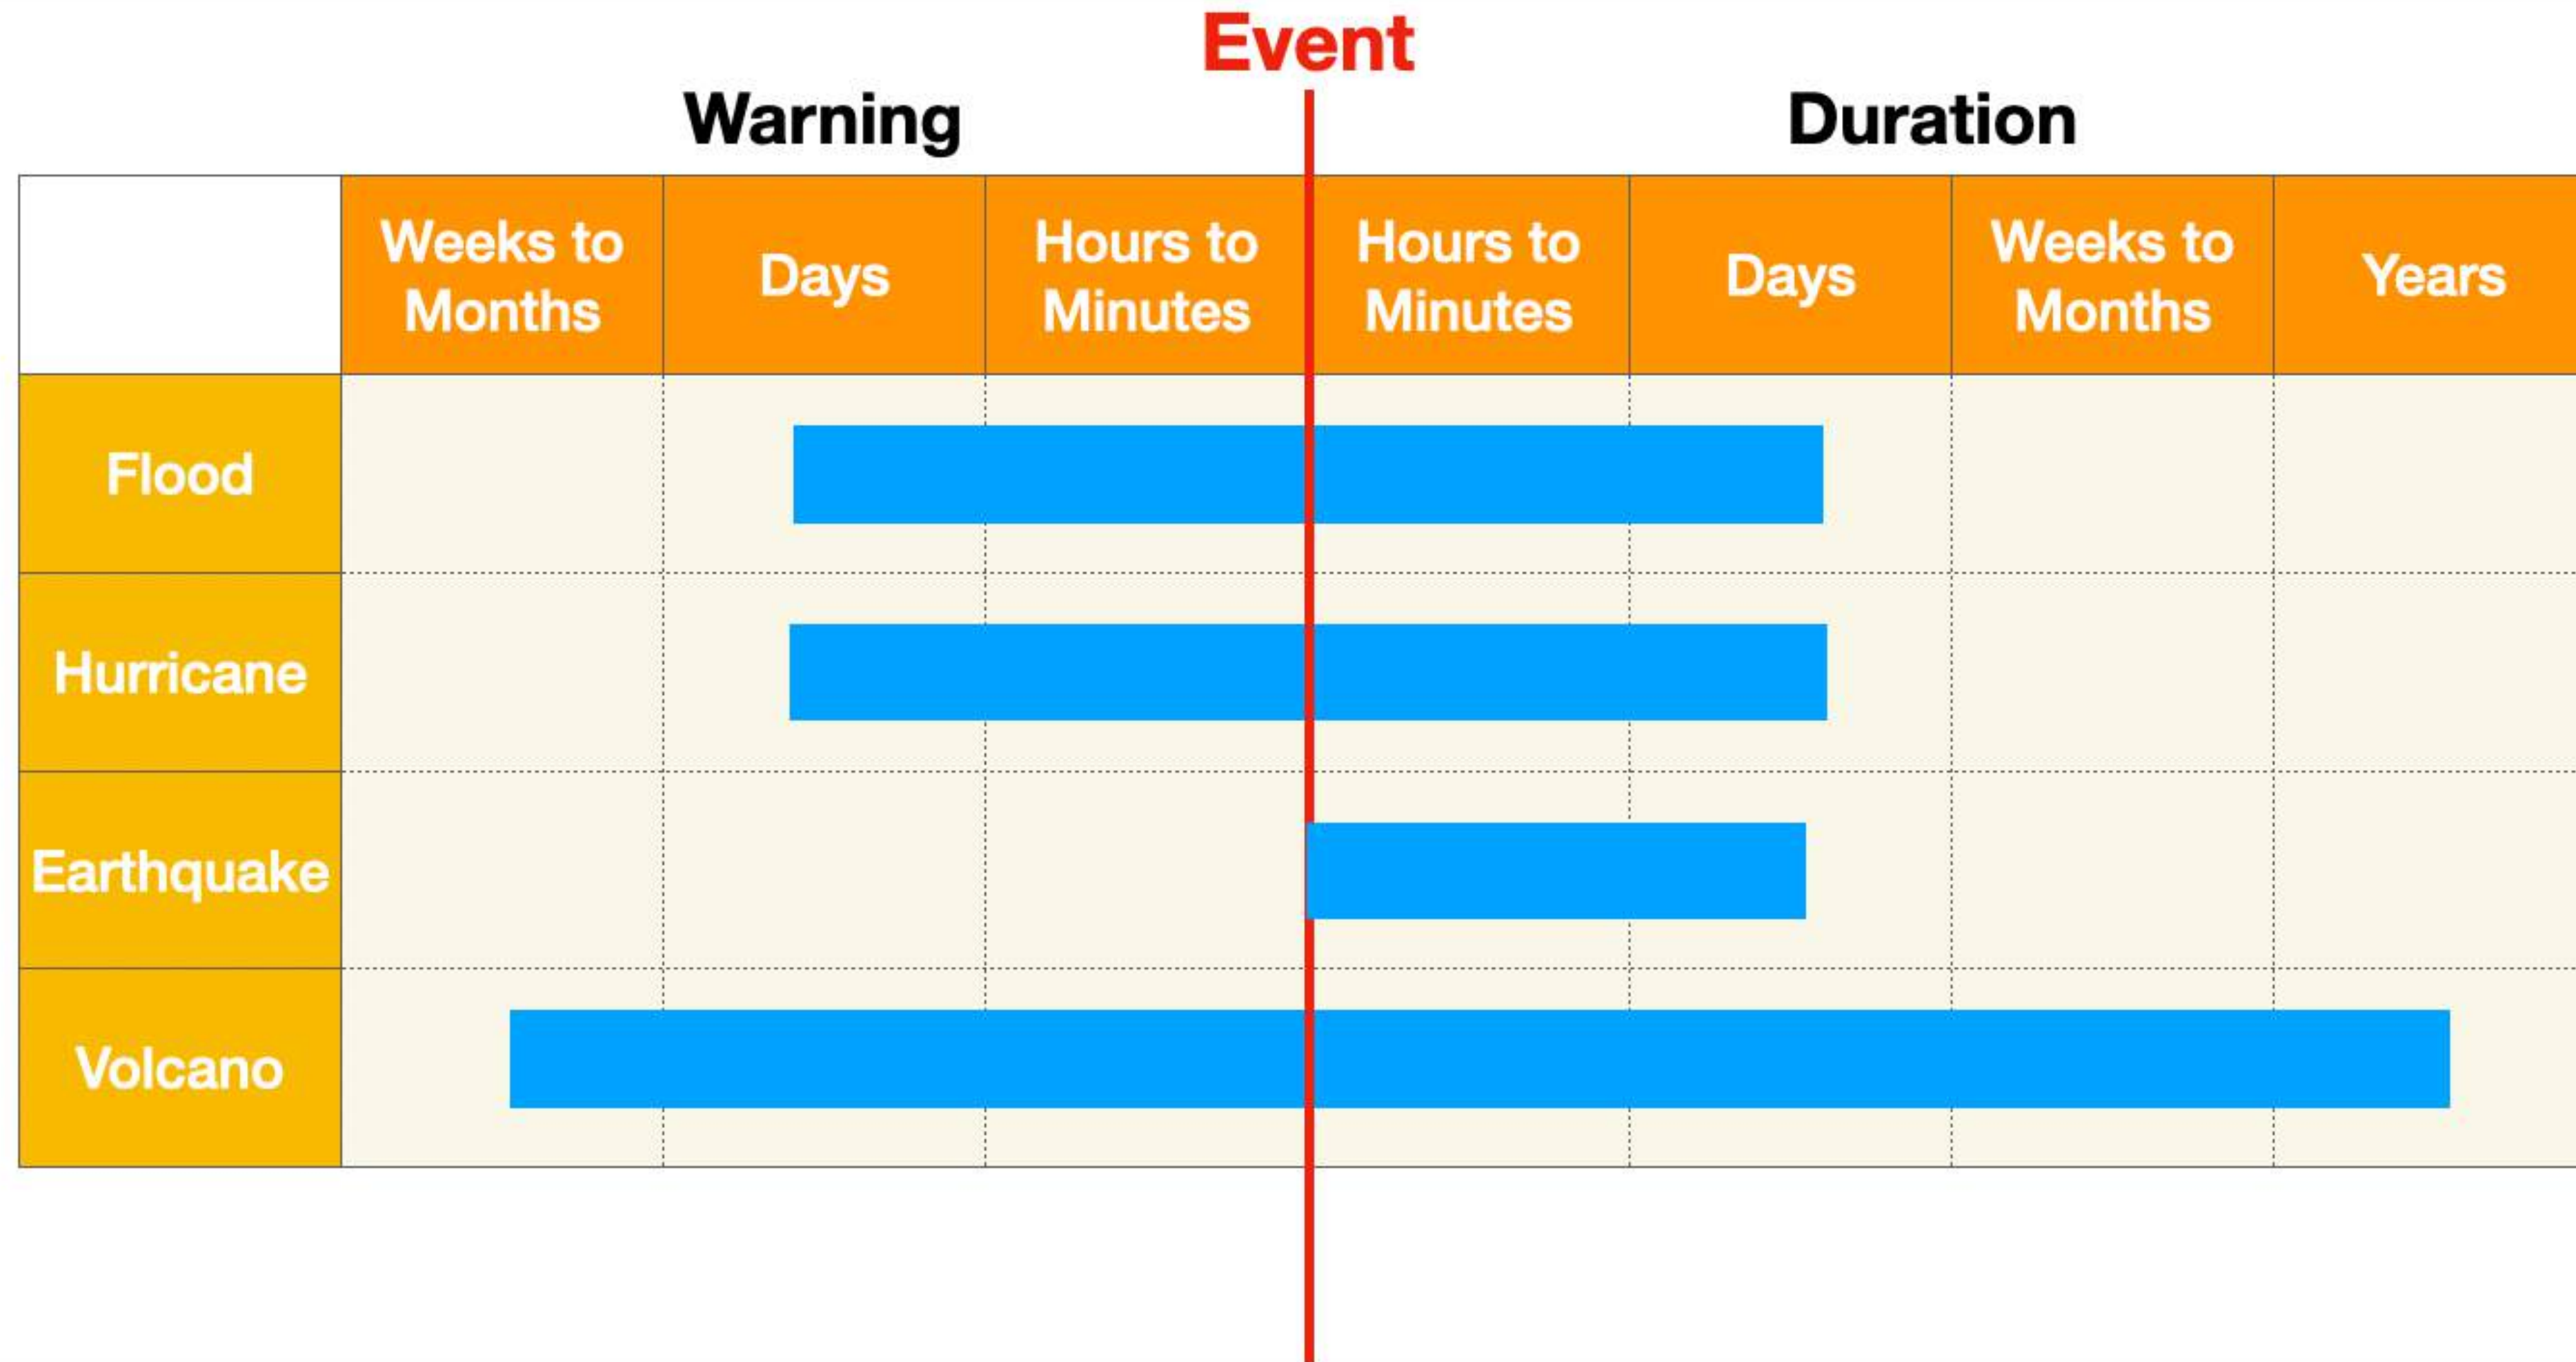 Event
Warning
Duration
Weeks to
Months
Days
Hours to
Minutes
Hours to
Minutes
Days
Weeks to
Months
Years
Flood
Hurricane
Earthquake
Volcano